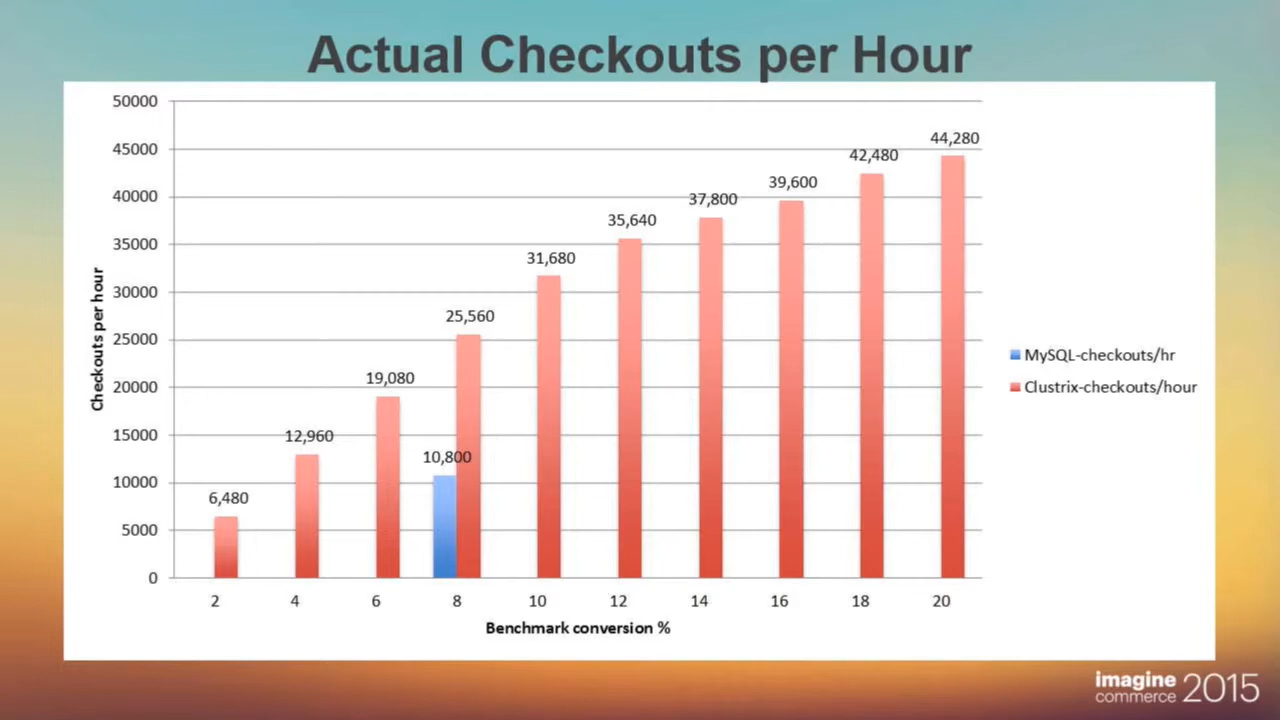 Actual Checkouts per Hour
50000
45000
40000
35000
30000
25000
20000
15000
10000
5000
0
Checkouts per hour
6,480
12,960
19,080
10,800
25,560
31,680
35,640
37,800
39,600
42,480
44,280
2 4 6 8 10 12 14 16 18 20
Benchmark conversion %
MySQL-checkouts/hr
Clustrix-checkouts/hour
imagine
commerce 2015